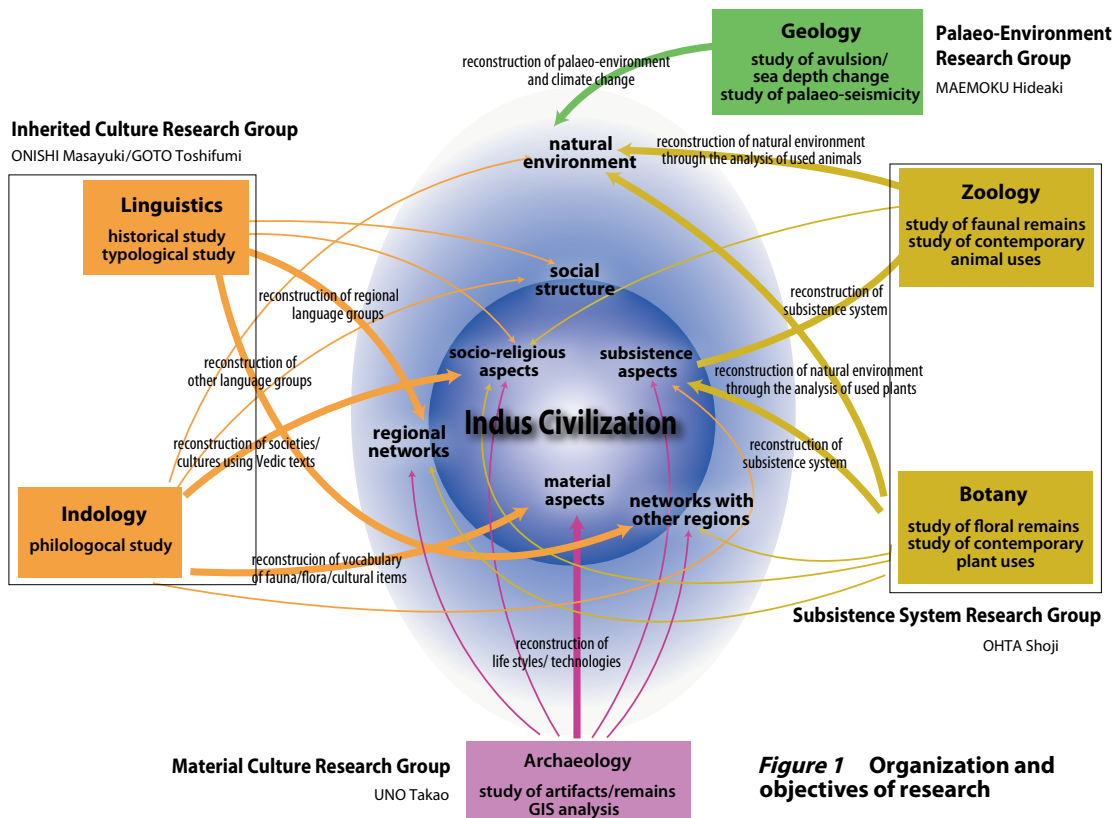 Geology
study of avulsion/
sea depth change
study of palaeo-seismicity
Palaeo-Environment
Research Group
MAEMOKU Hideaki
reconstruction of palaeo-environment
and climate change
Inherited Culture Research Group
ONISHI Masayuki/GOTO Toshifumi
natural
environment
reconstruction of natural environment
through the analysis of used animals
Linguistics
historical study
typological study
Zoology
study of faunal remains
study of contemporary
animal uses
social
structure
reconstruction of regional
language groups
reconstruction of
subsistence system
socio-religious
aspects
subsistence
aspects
reconstruction of
other language groups
reconstruction of natural environment
through the analysis of used plants
Indus Civilization
regional
networks
reconstruction of societies/
cultures using Vedic texts
reconstruction of
subsistence system
material
aspects
networks with
other regions
Indology
philologocal study
Botany
study of floral remains
study of contemporary
plant uses
reconstrucion of vocabulary
of fauna/flora/cultural items
Subsistence System Research Group
OHTA Shoji
reconstruction of
life styles/ technologies
Material Culture Research Group
UNO Takao
Archaeology
study of artifacts/remains
GIS analysis
Figure 1 Organization and
objectives of research